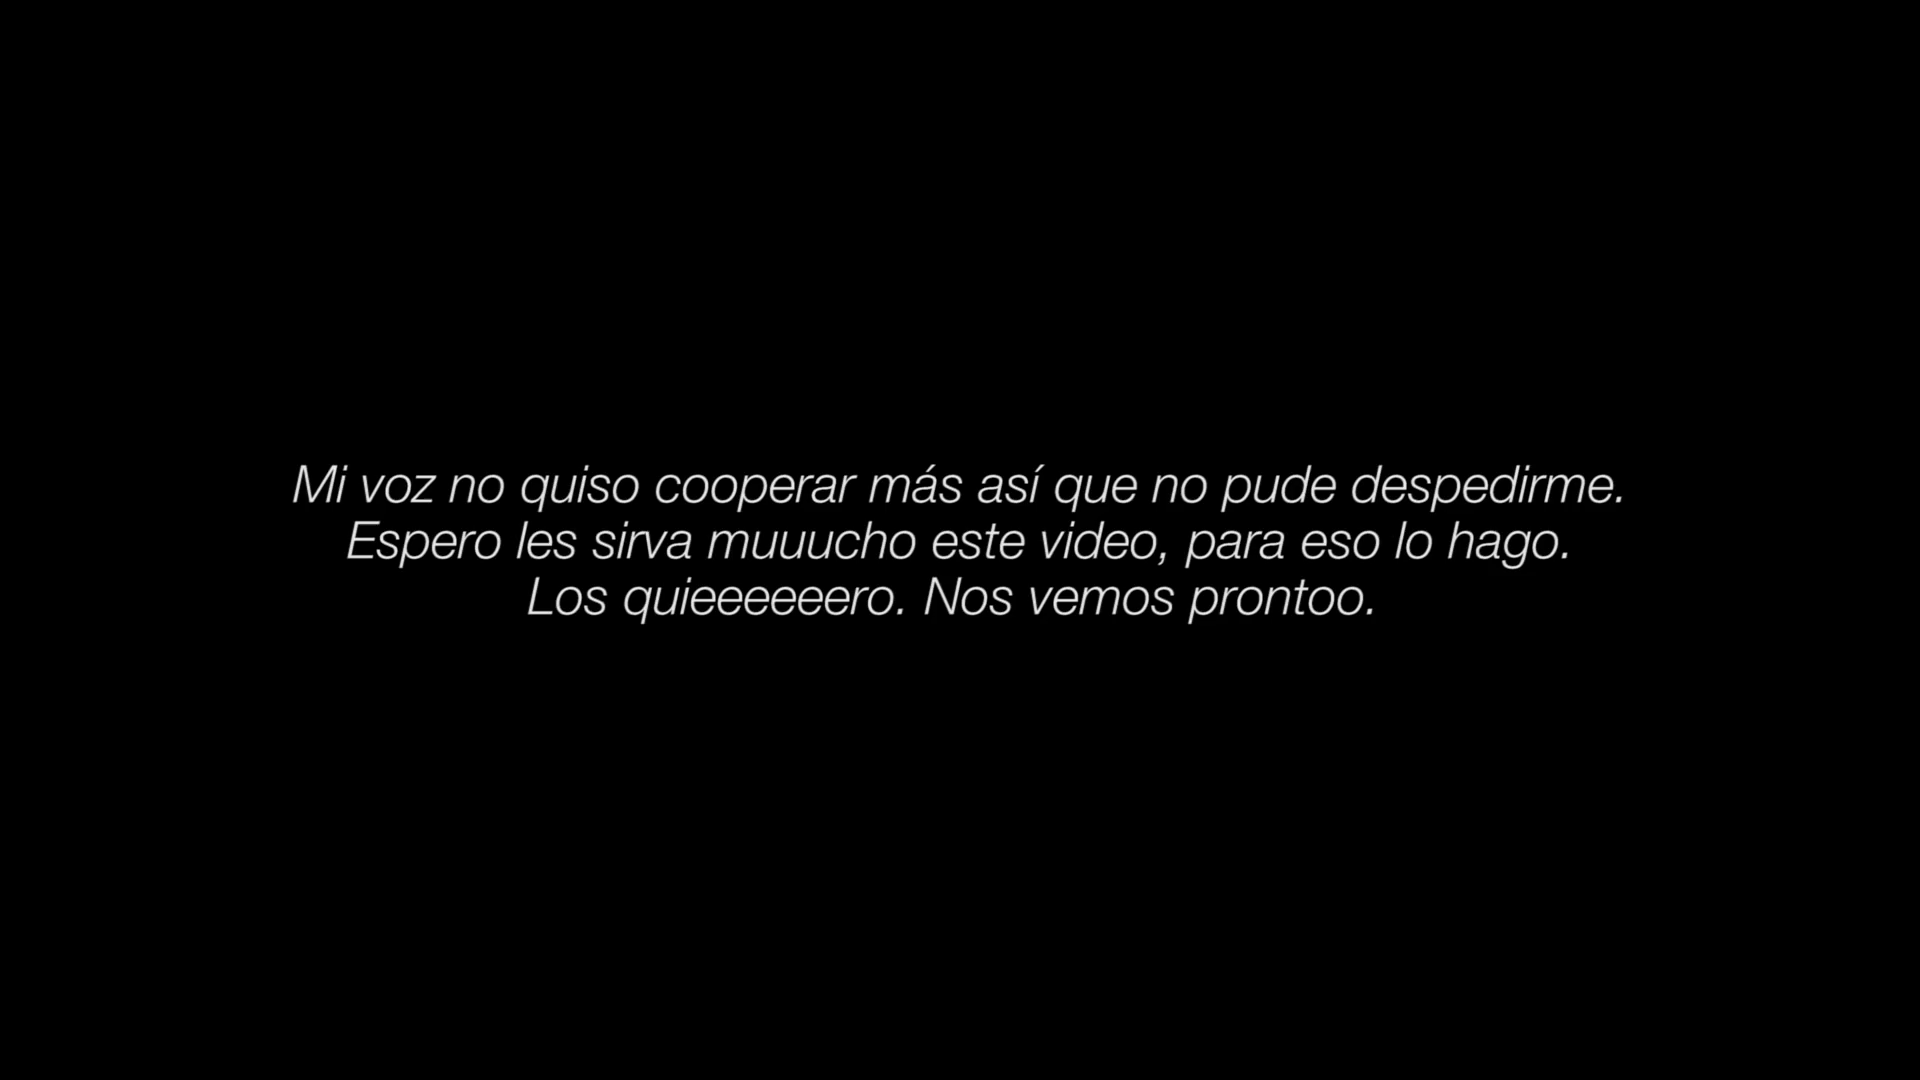 Mi voz no quiso cooperar más así que no pude despedirme.
Espero les sirva muuucho este video, para eso lo hago.
Los quieeeeeero. Nos vemos prontoo.